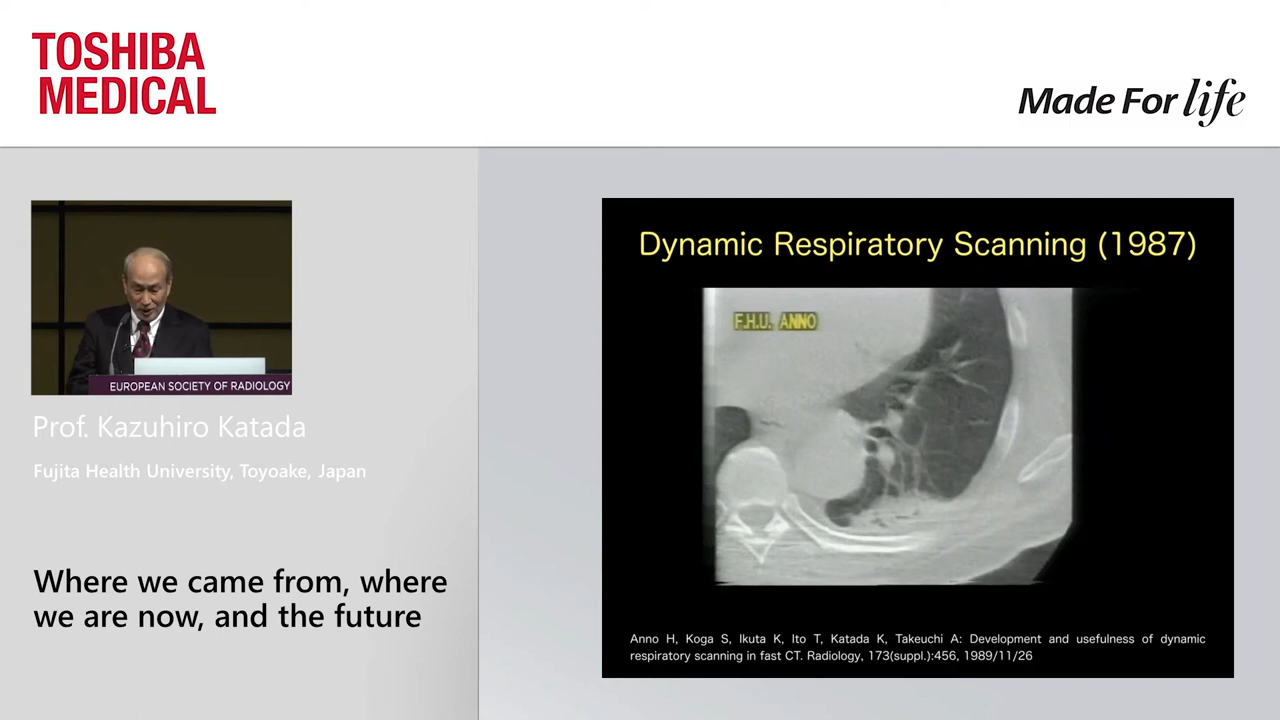 TOSHIBA
MEDICAL
Made For life
EUROPEAN SOCIETY OF RADIOLOGY
Prof. Kazuhiro Katada
Fujita Health University, Toyoake, Japan
Where we came from, where
we are now, and the future
Dynamic Respiratory Scanning (1987)
F.H.U. ANNO
Anno H, Koga S, Ikuta K, Ito T, Katada K, Takeuchi A: Development and usefulness of dynamic
respiratory scanning in fast CT. Radiology, 173(suppl.):456, 1989/11/26